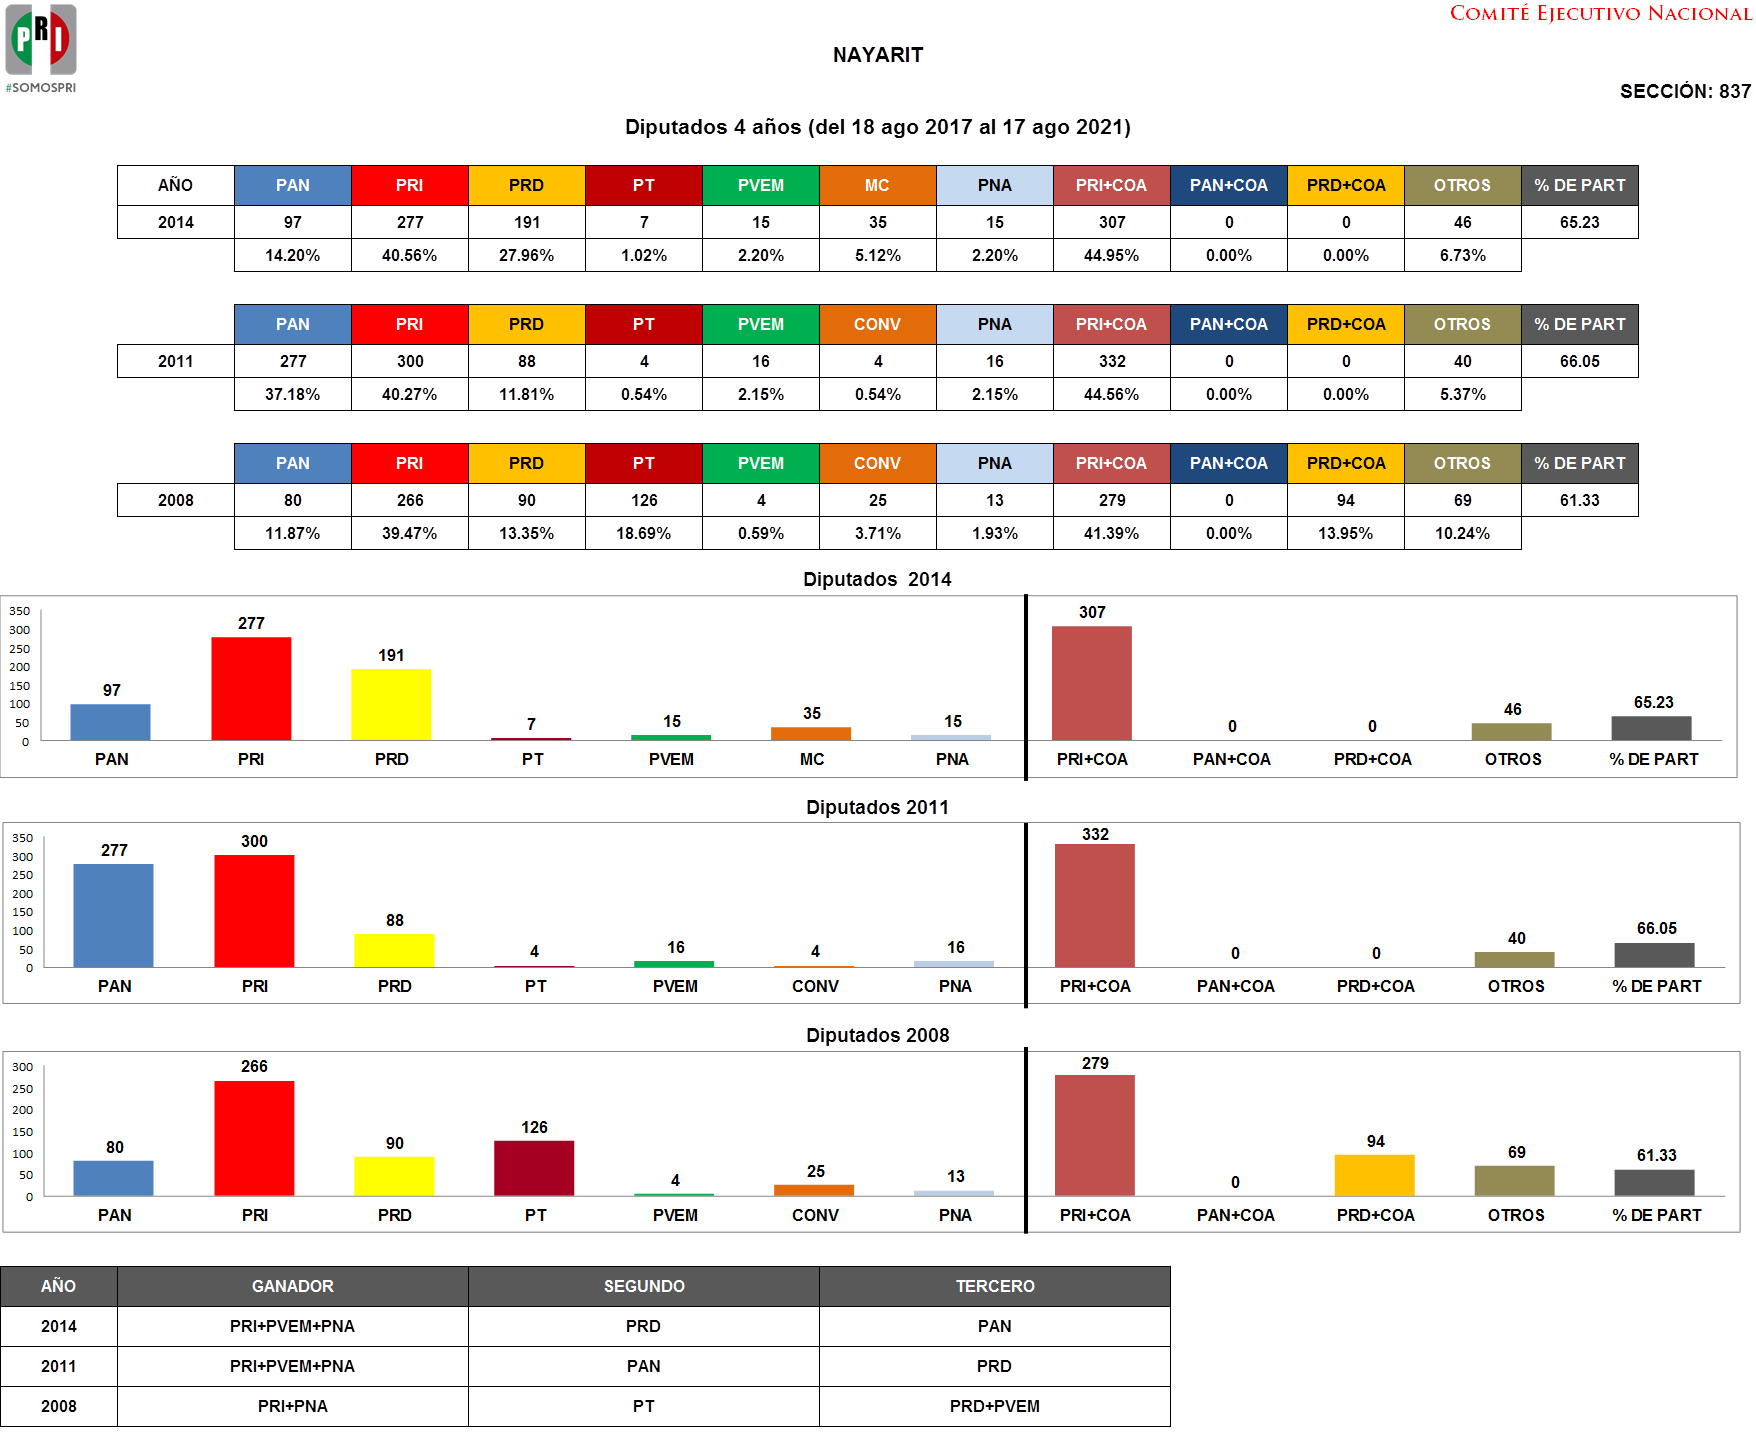 PRI
#SOMOSPRI
COMITÉ EJECUTIVO NACIONAL
NAYARIT
SECCIÓN: 837
Diputados 4 años (del 18 ago 2017 al 17 ago 2021)
AÑO PAN PRI PRD PT PVEM MC PNA PRI+COA PAN+COA PRD+COA OTROS % DE PART
2014 97 277 191 7 15 35 15 307 0 0 46 65.23
14.20% 40.56% 27.96% 1.02% 2.20% 5.12% 2.20% 44.95% 0.00% 0.00% 6.73%
PAN PRI PRD PT PVEM CONV PNA PRI+COA PAN+COA PRD+COA OTROS % DE PART
2011 277 300 88 4 16 4 16 332 0 0 40 66.05
37.18% 40.27% 11.81% 0.54% 2.15% 0.54% 2.15% 44.56% 0.00% 0.00% 5.37%
PAN PRI PRD PT PVEM CONV PNA PRI+COA PAN+COA PRD+COA OTROS % DE PART
2008 80 266 90 126 4 25 13 279 0 94 69 61.33
11.87% 39.47% 13.35% 18.69% 0.59% 3.71% 1.93% 41.39% 0.00% 13.95% 10.24%
Diputados 2014
350
300
250
200
150
100
50
0
97 277 191 7 15 35 15 307 0 0 46 65.23
PAN PRI PRD PT PVEM MC PNA PRI+COA PAN+COA PRD+COA OTROS % DE PART
Diputados 2011
350
300
250
200
150
100
50
0
277 300 88 4 16 4 16 332 0 0 40 66.05
PAN PRI PRD PT PVEM CONV PNA PRI+COA PAN+COA PRD+COA OTROS % DE PART
Diputados 2008
300
250
200
150
100
50
0
80 266 90 126 4 25 13 279 0 94 69 61.33
PAN PRI PRD PT PVEM CONV PNA PRI+COA PAN+COA PRD+COA OTROS % DE PART
AÑO GANADOR SEGUNDO TERCERO
2014 PRI+PVEM+PNA PRD PAN
2011 PRI+PVEM+PNA PAN PRD
2008 PRI+PNA PT PRD+PVEM